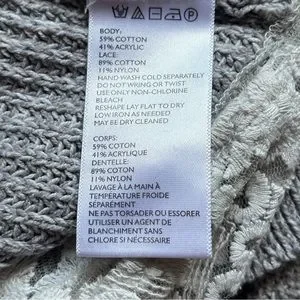 BODY:
59% COTTON
41% ACRYLIC
LACE:
89% COTTON
11% NYLON
HAND WASH COLD SEPARATELY
DO NOT WRING OR TWIST
USE ONLY NON-CHLORINE
BLEACH
RESHAPE LAY FLAT TO DRY
LOW IRON AS NEEDED
MAY BE DRY CLEANED
CORPS:
59% COTON
41% ACRYLIQUE
DENTELLE:
89% COTON
11% NYLON
LAVAGE À LA MAIN À
TEMPÉRATURE FROIDE
SÉPARÉMENT
NE PAS TORSADER OU ESSORER
UTILISER UN AGENT DE
BLANCHIMENT SANS
CHLORE SI NÉCESSAIRE